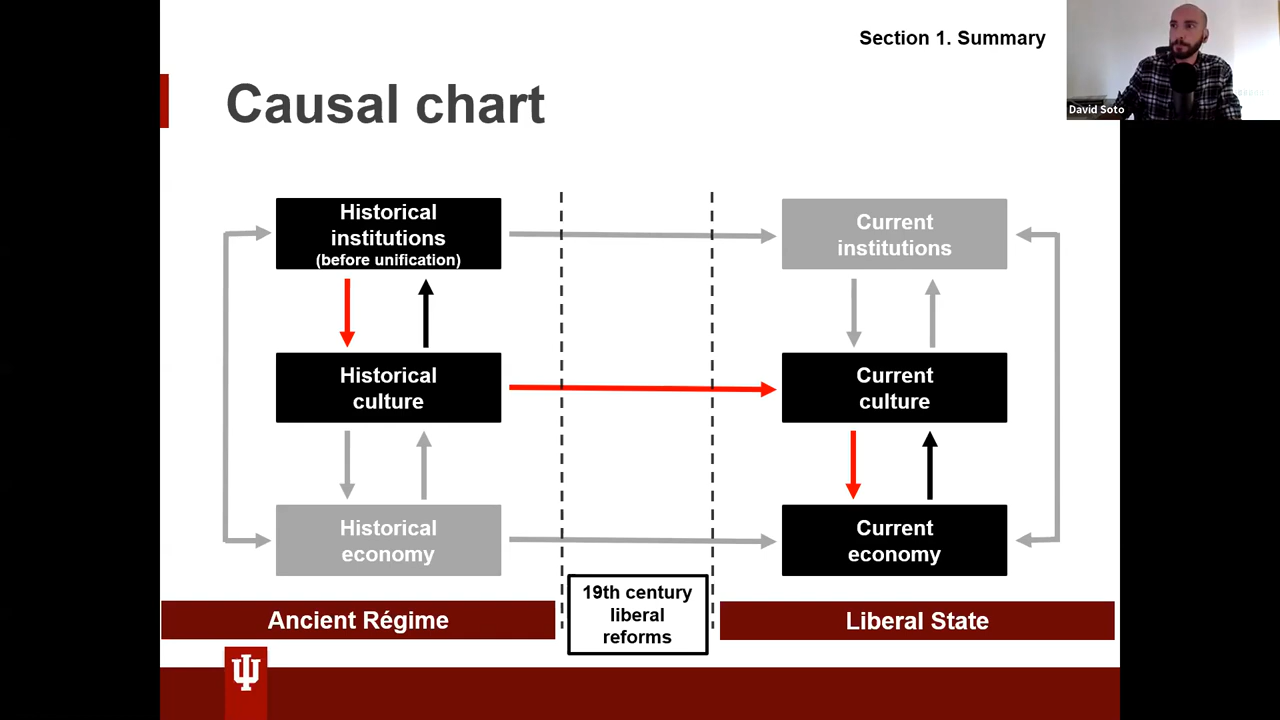 Section 1. Summary
David Soto
Causal chart
Historical
institutions
(before unification)
Current
institutions
Historical
culture
Current
culture
Historical
economy
Current
economy
19th century
liberal
reforms
Ancient Régime
Liberal State